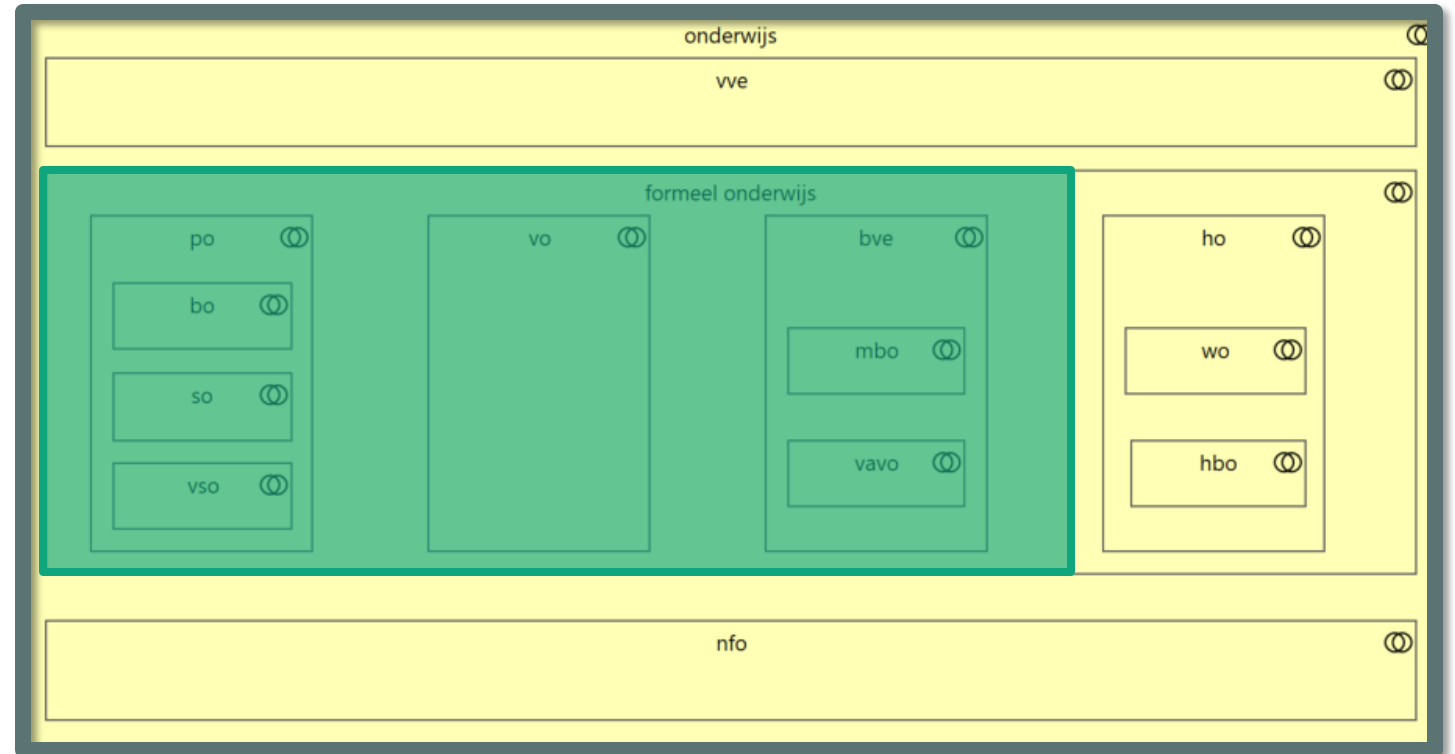 onderwijs
vve
formeel onderwijs
po
vo
bve
ho
bo
mbo
wo
so
vavo
hbo
vso
nfo